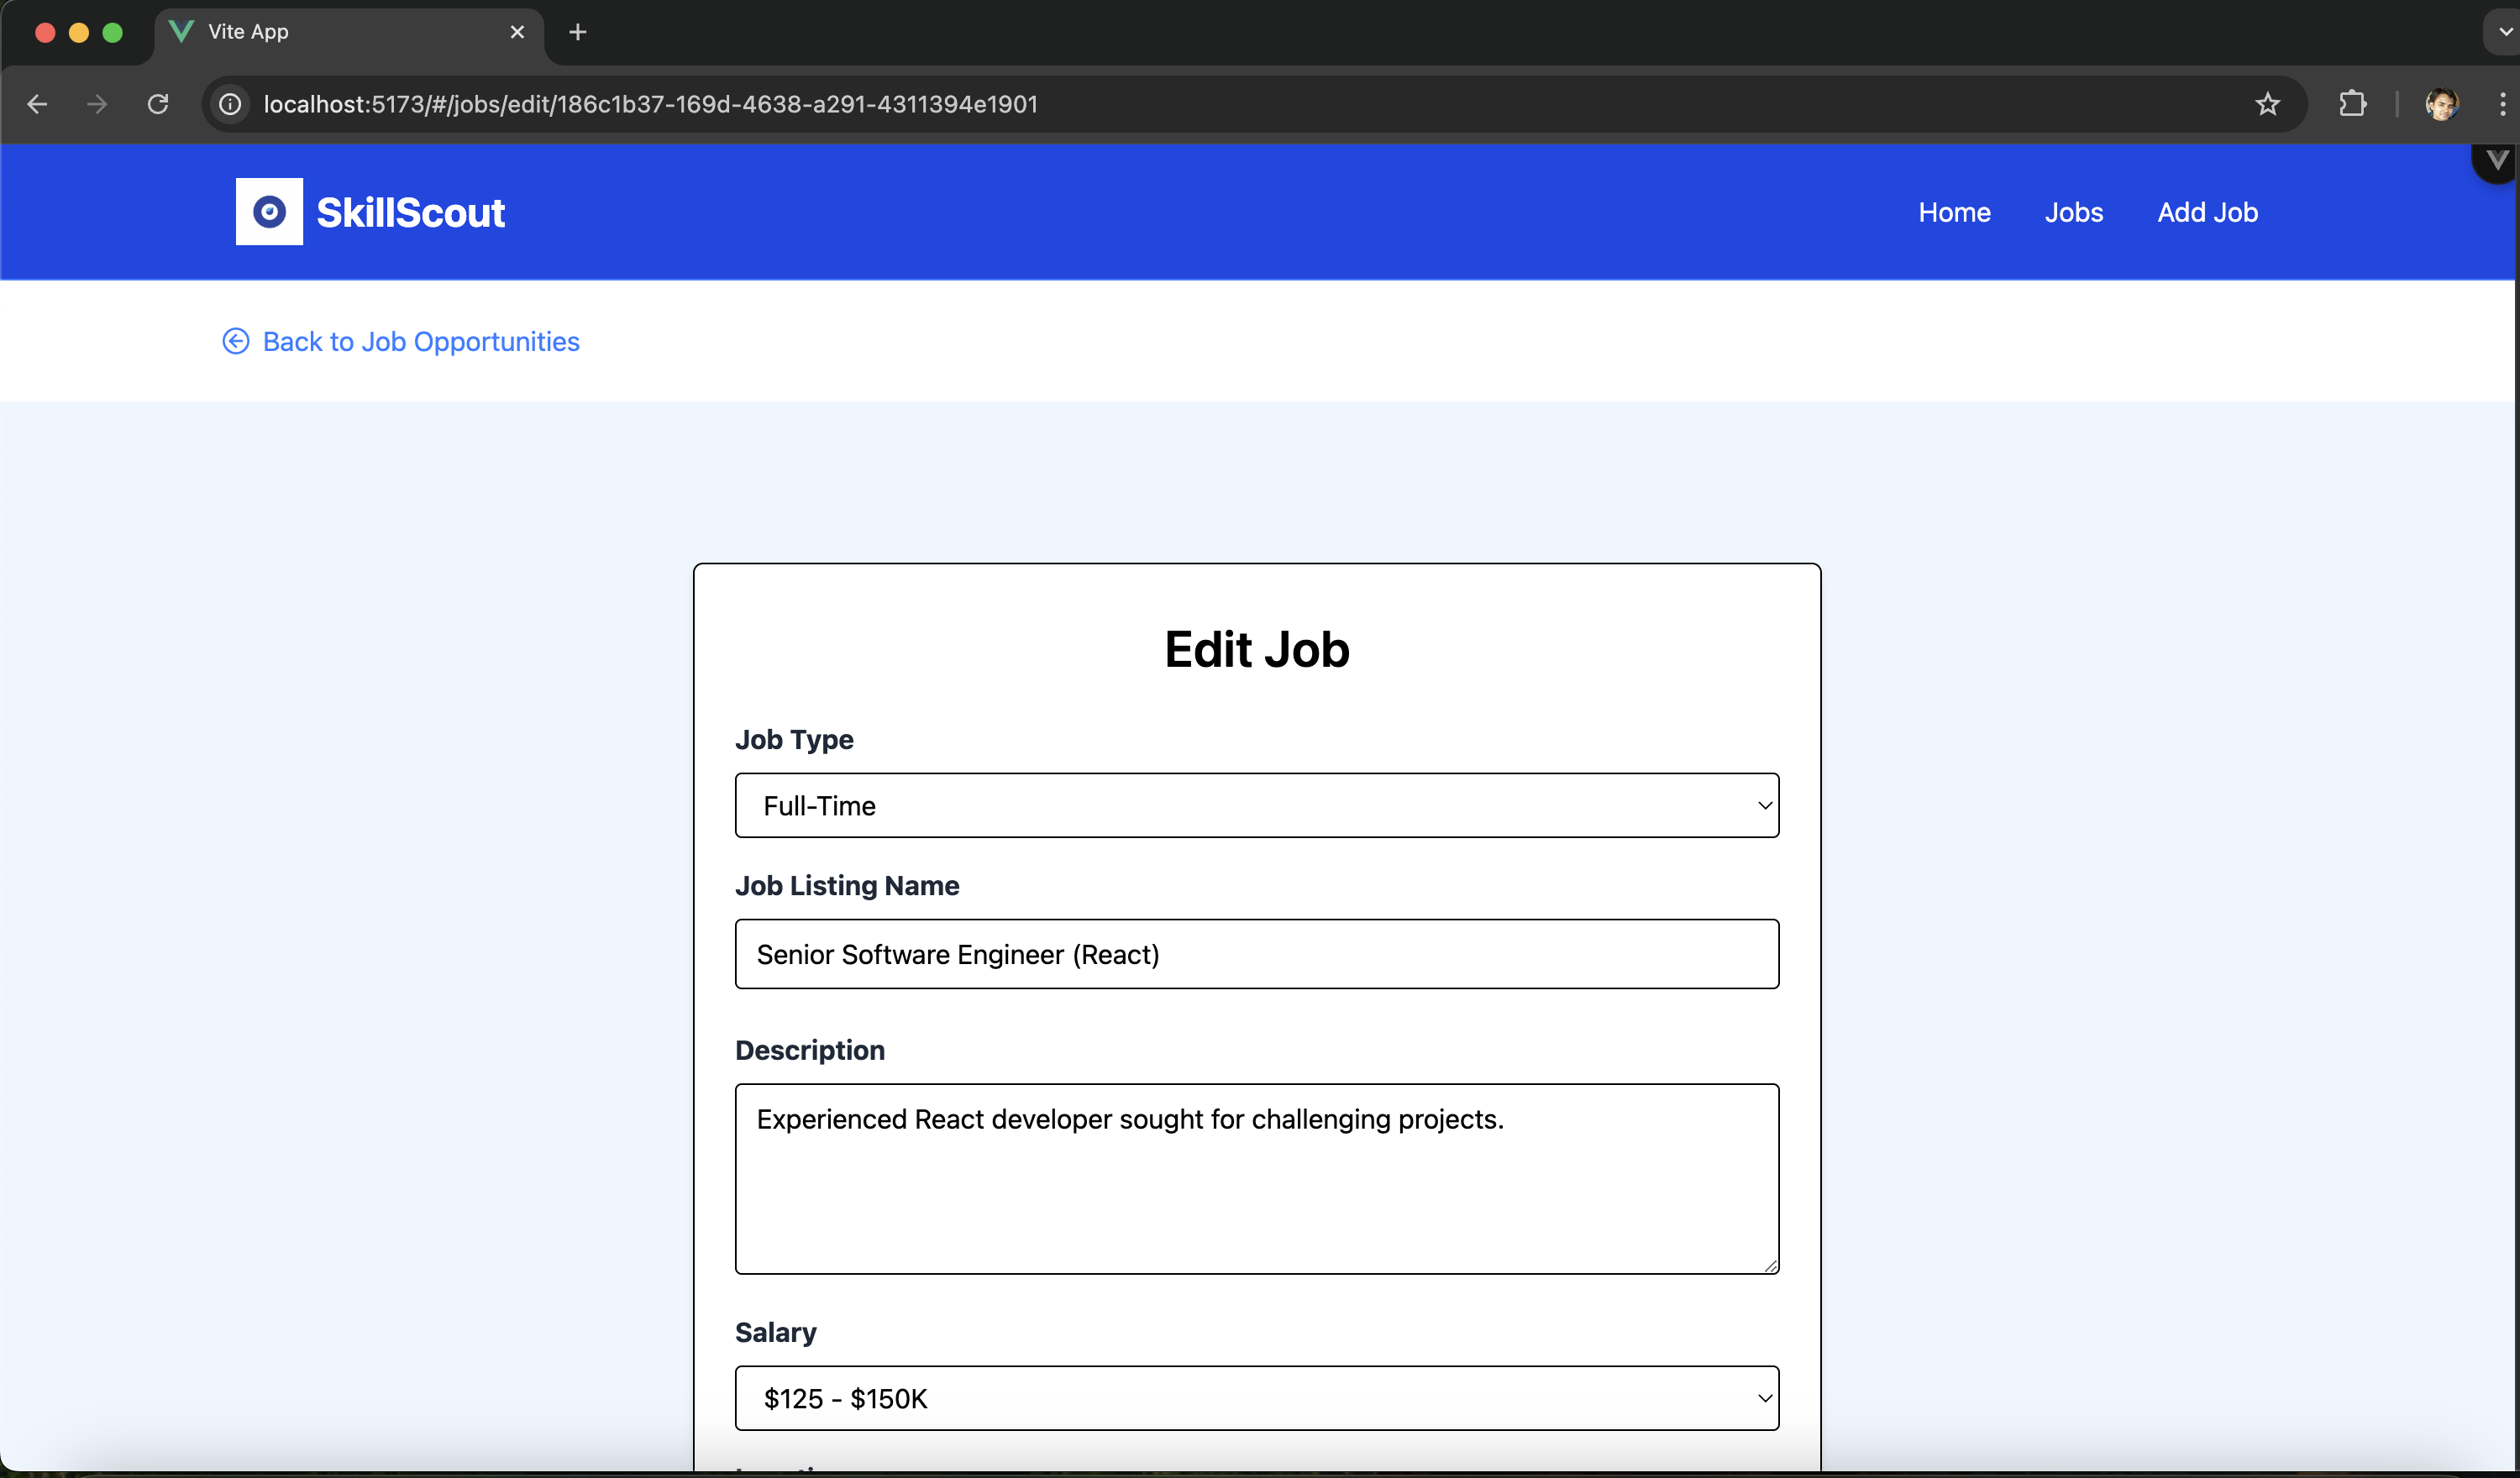 Vite App
localhost:5173/#/jobs/edit/186c1b37-169d-4638-a291-4311394e1901
SkillScout
Home Jobs Add Job
Back to Job Opportunities
Edit Job
Job Type
Full-Time
Job Listing Name
Senior Software Engineer (React)
Description
Experienced React developer sought for challenging projects.
Salary
$125 - $150K